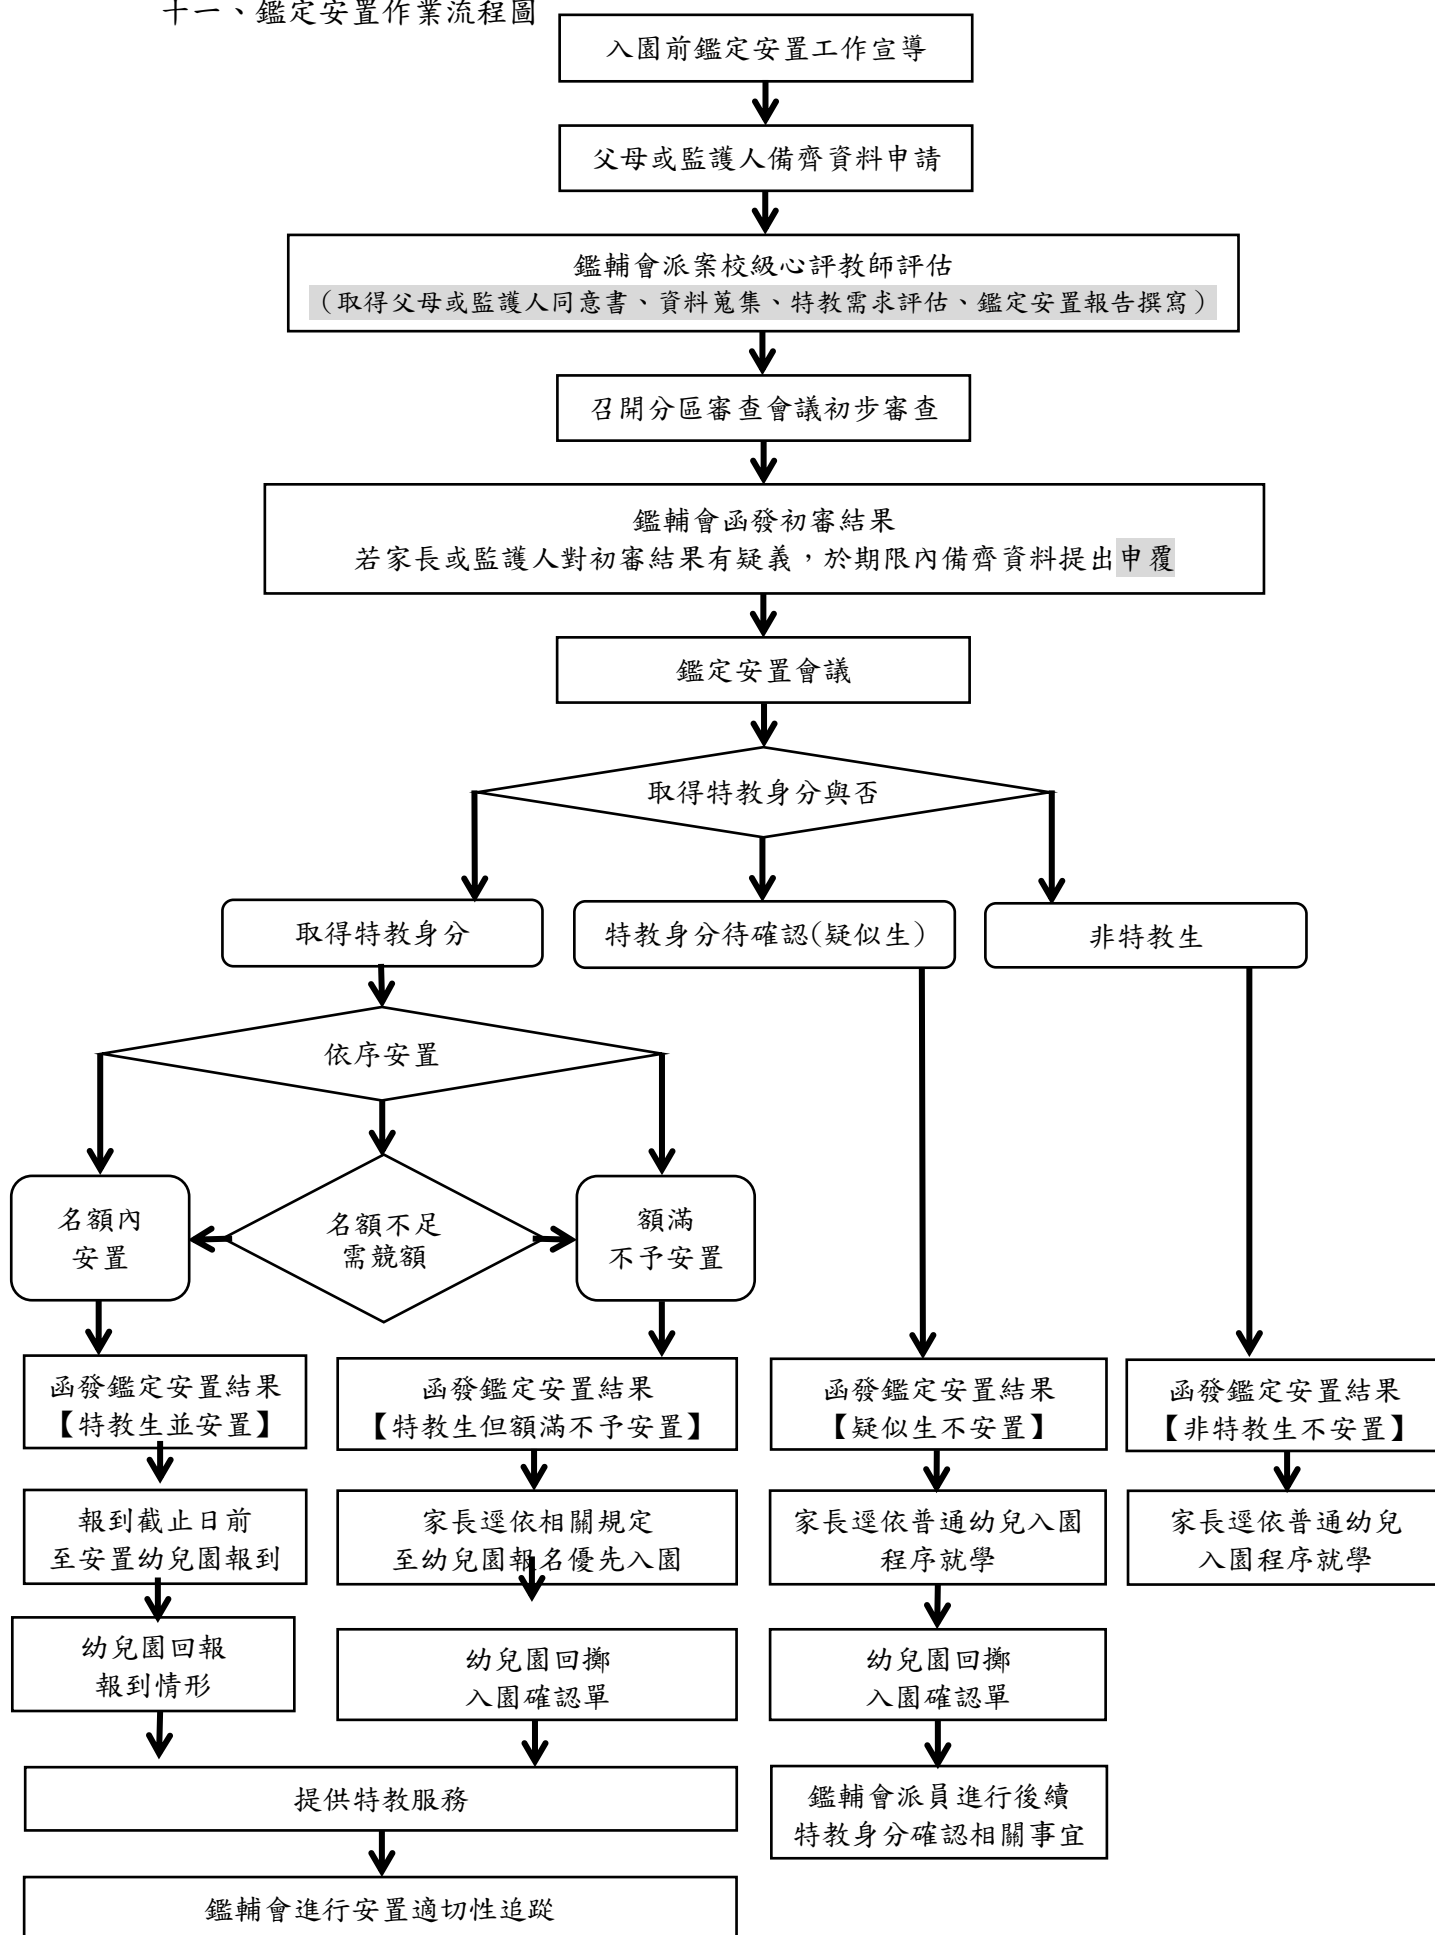 十一、鑑定安置作業流程圖
入園前鑑定安置工作宣導
父母或監護人備齊資料申請
鑑輔會派案校級心評教師評估
（取得父母或監護人同意書、資料蒐集、特教需求評估、鑑定安置報告撰寫）
召開分區審查會議初步審查
鑑輔會函發初審結果
若家長或監護人對初審結果有疑義，於期限內備齊資料提出申覆
鑑定安置會議
取得特教身分與否
取得特教身分
特教身分待確認(疑似生)
非特教生
依序安置
名額內
安置
名額不足
需競額
額滿
不予安置
函發鑑定安置結果
【特教生並安置】
函發鑑定安置結果
【特教生但額滿不予安置】
函發鑑定安置結果
【疑似生不安置】
函發鑑定安置結果
【非特教生不安置】
報到截止日前
至安置幼兒園報到
家長逕依相關規定
至幼兒園報名優先入園
家長逕依普通幼兒入園
程序就學
家長逕依普通幼兒
入園程序就學
幼兒園回報
報到情形
幼兒園回擲
入園確認單
幼兒園回擲
入園確認單
提供特教服務
鑑輔會派員進行後續
特教身分確認相關事宜
鑑輔會進行安置適切性追蹤